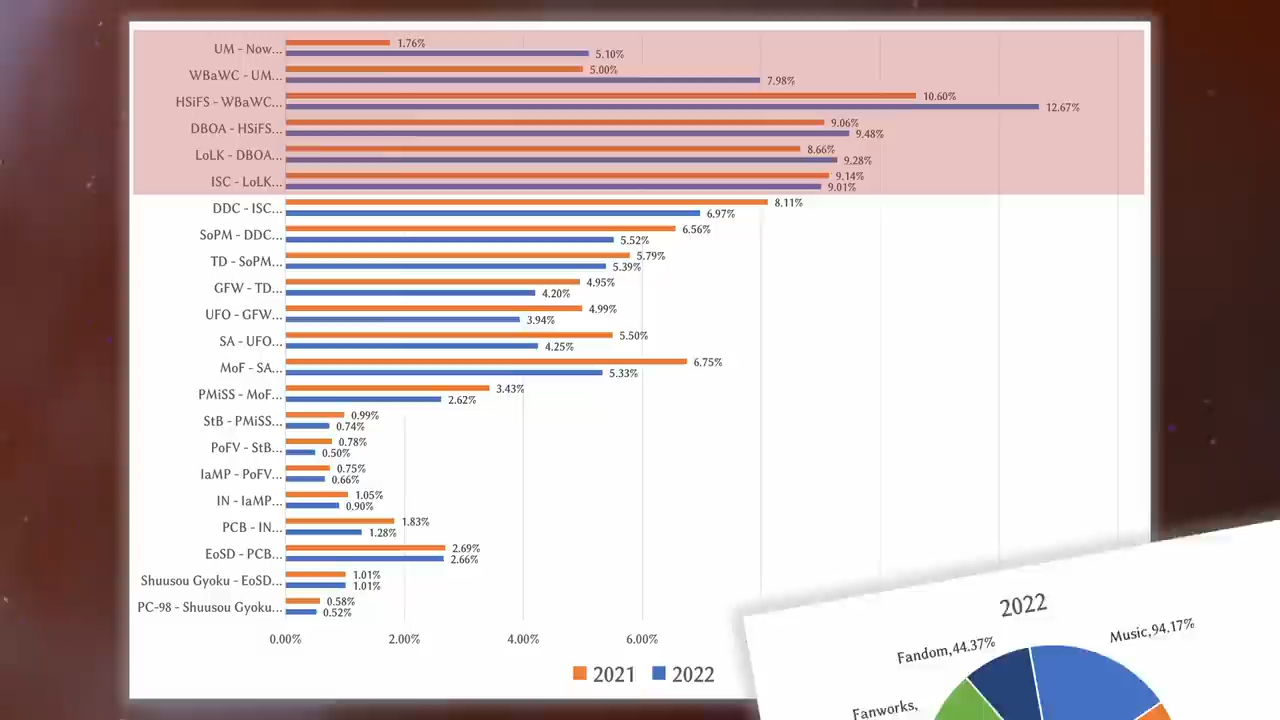 UM - Now... 1.76%
5.10%
WBaWC - UM... 5.00%
7.98%
HSiFS - WBaWC... 10.60%
12.67%
DBOA - HSiFS... 9.06%
9.48%
LoLK - DBOA... 8.66%
9.28%
ISC - LoLK... 9.14%
9.01%
DDC - ISC... 8.11%
6.97%
SoPM - DDC... 6.56%
5.52%
TD - SoPM... 5.79%
5.39%
GFW - TD... 4.95%
4.20%
UFO - GFW... 4.99%
3.94%
SA - UFO... 5.50%
4.25%
MoF - SA... 6.75%
5.33%
PMiSS - MoF... 3.43%
2.62%
StB - PMiSS... 0.99%
0.74%
PoFV - StB... 0.78%
0.50%
IaMP - PoFV... 0.75%
0.66%
IN - IaMP... 1.05%
0.90%
PCB - IN... 1.83%
1.28%
EoSD - PCB... 2.69%
2.66%
Shuusou Gyoku - EoSD... 1.01%
1.01%
PC-98 - Shuusou Gyoku... 0.58%
0.52%
0.00% 2.00% 4.00% 6.00%
2021 2022
2022
Music,94.17%
Fandom,44.37%
Fanworks,